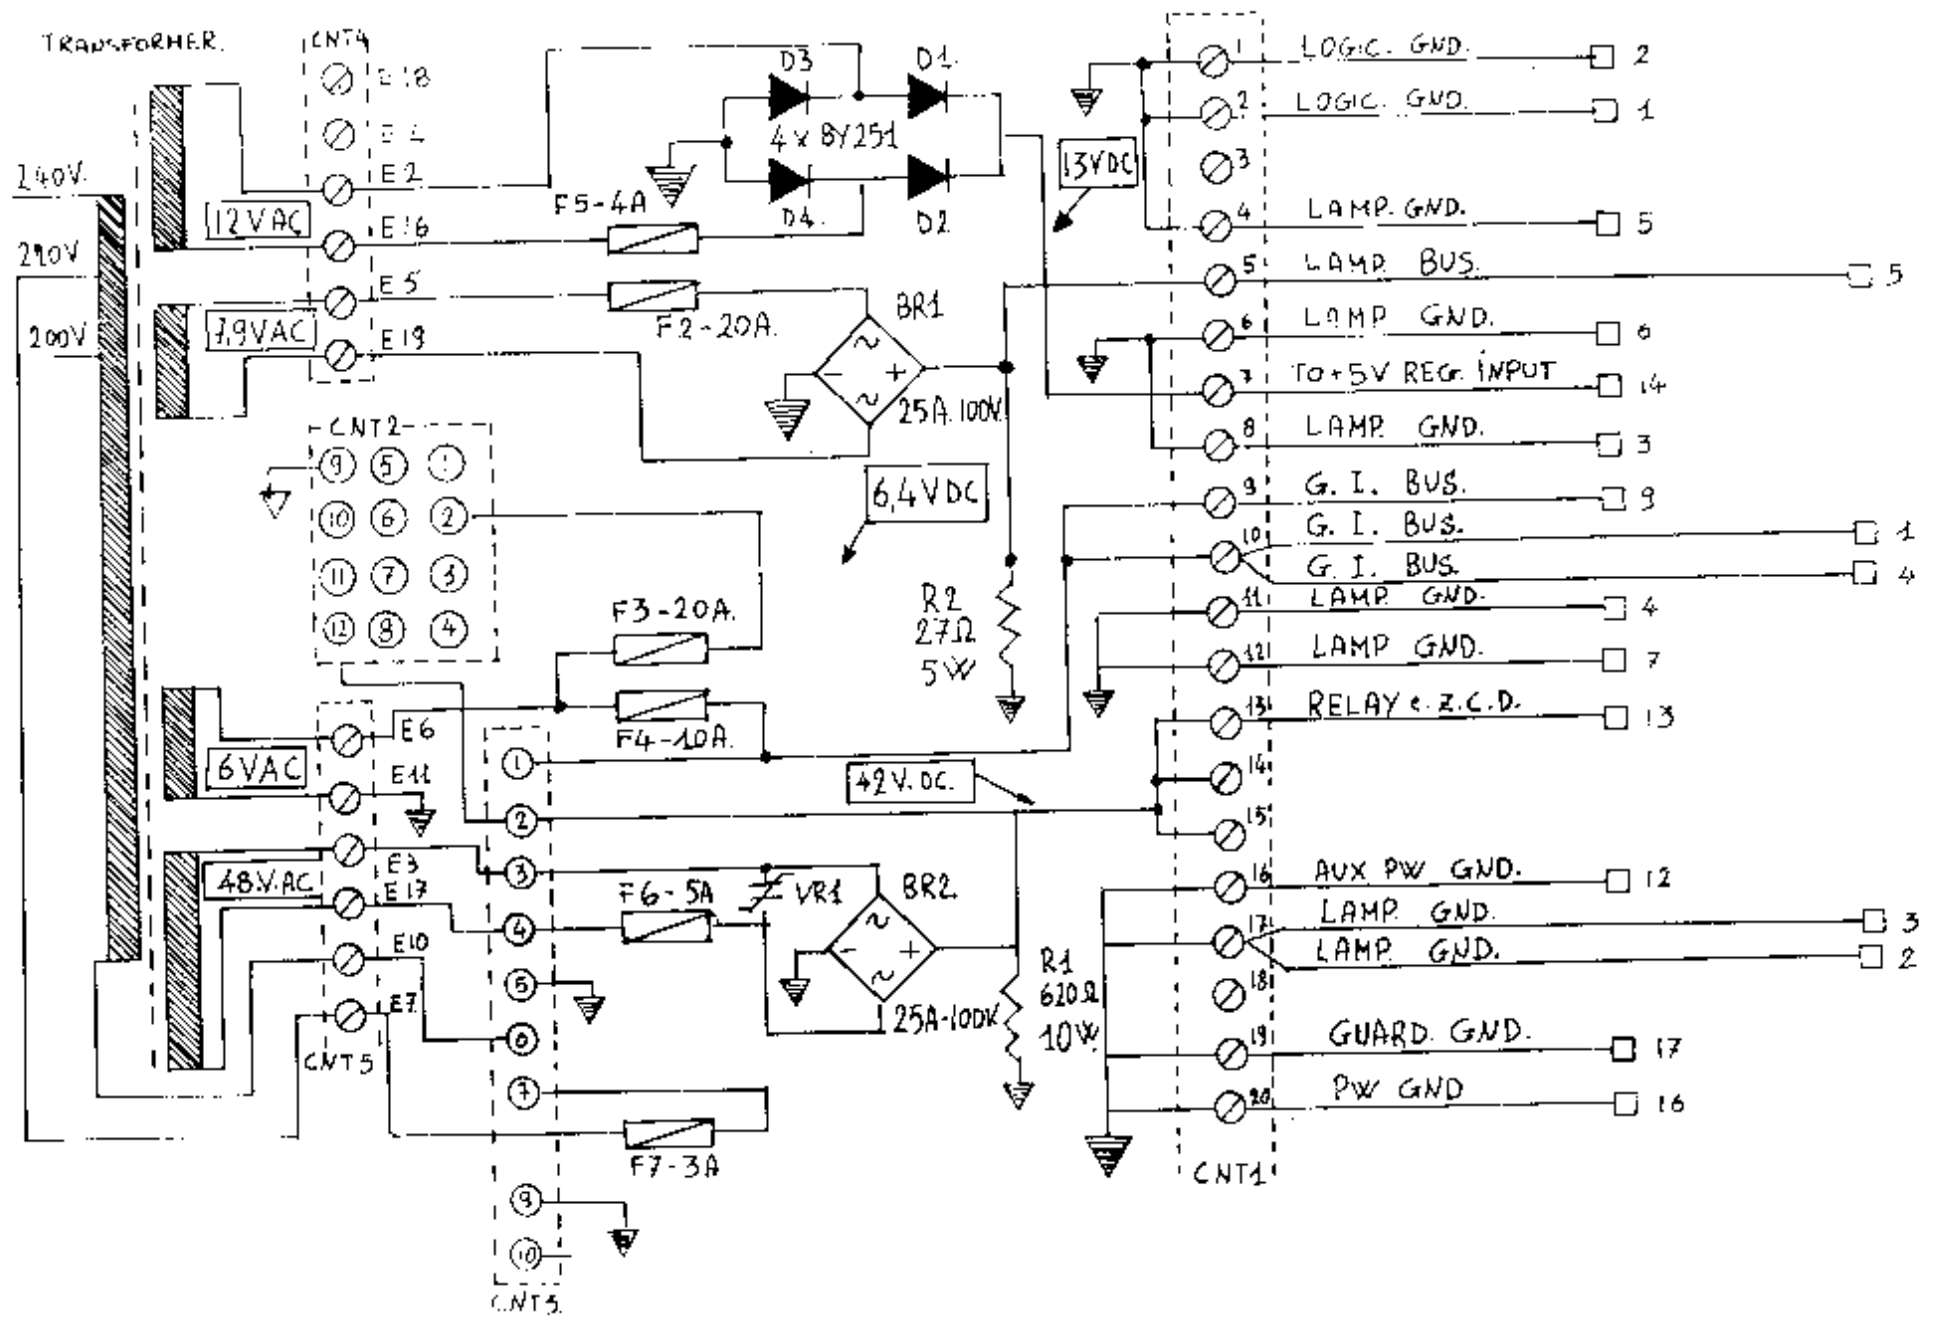 TRANSFORMER.
CNT4
E18
E4
E2
E16
E5
E19
240V.
220V
200V
12VAC
7,9VAC
D3
D1
4 x BY251
D4.
D2
F5-4A
F2-20A.
BR1
25A.100V.
13VDC
6,4VDC
CNT2
9 5 1
10 6 2
11 7 3
12 8 4
F3-20A.
F4-10A.
R2
27Ω
5W
6VAC
E6
E11
48.V.AC
E3
E17
E10
E7
CNT5
1
2
3
4
5
6
7
9
10
CNT3
42V.DC.
F6-5A
VR1
BR2
25A-100V
R1
620Ω
10W
F7-3A
1 LOGIC. GND. 2
2 LOGIC. GND. 1
3
4 LAMP. GND. 5
5 LAMP. BUS. 5
6 LAMP GND. 6
7 TO+5V REG. INPUT 14
8 LAMP. GND. 3
9 G. I. BUS. 9
10 G. I. BUS. 1
G. I. BUS. 4
11 LAMP. GND. 4
12 LAMP GND. 7
13 RELAY e. Z.C.D. 13
14
15
16 AUX PW GND. 12
17 LAMP. GND. 3
LAMP. GND. 2
18
19 GUARD. GND. 17
20 PW GND 16
CNT1